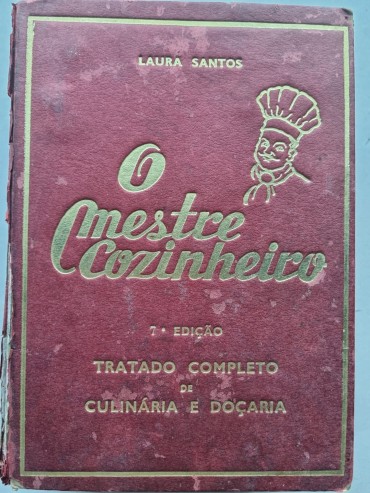 LAURA SANTOS
O
mestre
Cozinheiro
7.ª EDIÇÃO
TRATADO COMPLETO
DE
CULINÁRIA E DOÇARIA